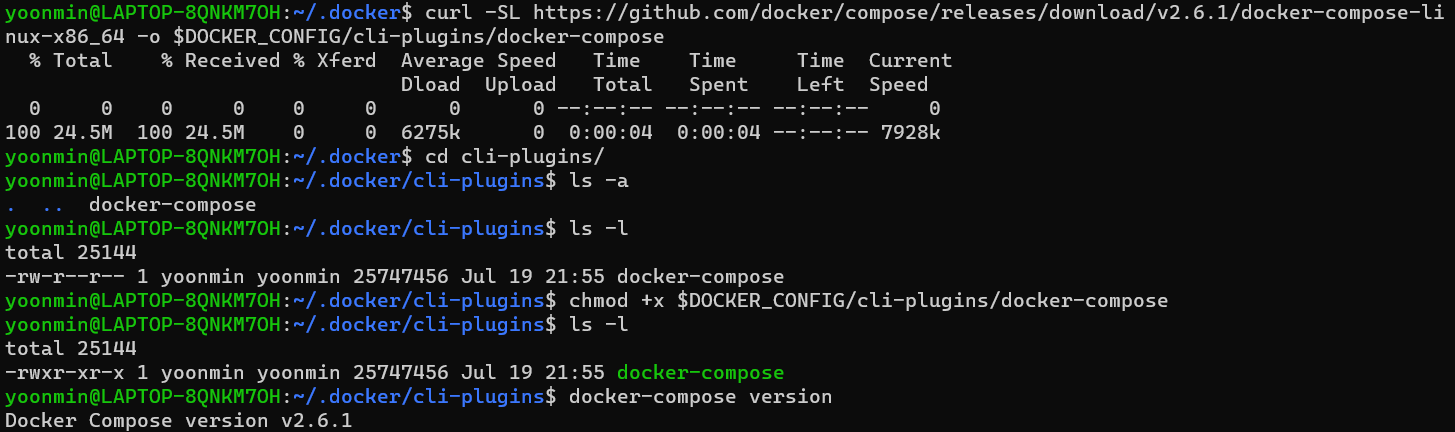 yoonmin@LAPTOP-8QNKM7OH:~/.docker$ curl -SL https://github.com/docker/compose/releases/download/v2.6.1/docker-compose-li
nux-x86_64 -o $DOCKER_CONFIG/cli-plugins/docker-compose
  % Total    % Received % Xferd  Average Speed   Time    Time     Time  Current
                                 Dload  Upload   Total   Spent    Left  Speed
  0     0    0     0    0     0      0      0 --:--:-- --:--:-- --:--:--     0
100 24.5M  100 24.5M    0     0  6275k      0  0:00:04  0:00:04 --:--:-- 7928k
yoonmin@LAPTOP-8QNKM7OH:~/.docker$ cd cli-plugins/
yoonmin@LAPTOP-8QNKM7OH:~/.docker/cli-plugins$ ls -a
.  ..  docker-compose
yoonmin@LAPTOP-8QNKM7OH:~/.docker/cli-plugins$ ls -l
total 25144
-rw-r--r-- 1 yoonmin yoonmin 25747456 Jul 19 21:55 docker-compose
yoonmin@LAPTOP-8QNKM7OH:~/.docker/cli-plugins$ chmod +x $DOCKER_CONFIG/cli-plugins/docker-compose
yoonmin@LAPTOP-8QNKM7OH:~/.docker/cli-plugins$ ls -l
total 25144
-rwxr-xr-x 1 yoonmin yoonmin 25747456 Jul 19 21:55 docker-compose
yoonmin@LAPTOP-8QNKM7OH:~/.docker/cli-plugins$ docker-compose version
Docker Compose version v2.6.1